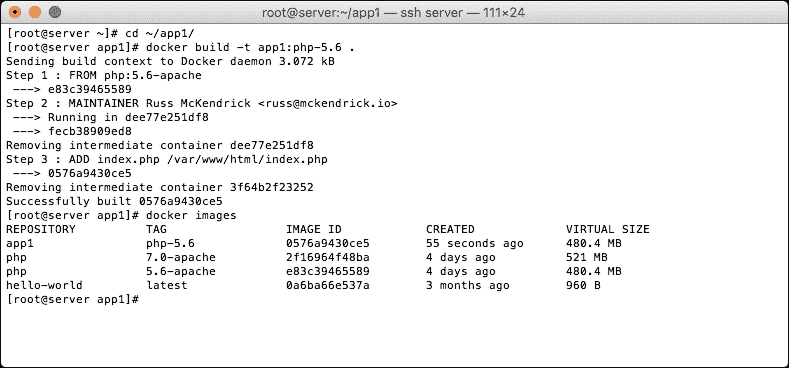 root@server:~/app1 — ssh server — 111×24
[root@server ~]# cd ~/app1/
[root@server app1]# docker build -t app1:php-5.6 .
Sending build context to Docker daemon 3.072 kB
Step 1 : FROM php:5.6-apache
 ---> e83c39465589
Step 2 : MAINTAINER Russ McKendrick <russ@mckendrick.io>
 ---> Running in dee77e251df8
 ---> fecb38909ed8
Removing intermediate container dee77e251df8
Step 3 : ADD index.php /var/www/html/index.php
 ---> 0576a9430ce5
Removing intermediate container 3f64b2f23252
Successfully built 0576a9430ce5
[root@server app1]# docker images
REPOSITORY          TAG                 IMAGE ID            CREATED             VIRTUAL SIZE
app1                php-5.6             0576a9430ce5        55 seconds ago      480.4 MB
php                 7.0-apache          2f16964f48ba        4 days ago          521 MB
php                 5.6-apache          e83c39465589        4 days ago          480.4 MB
hello-world         latest              0a6ba66e537a        3 months ago        960 B
[root@server app1]#